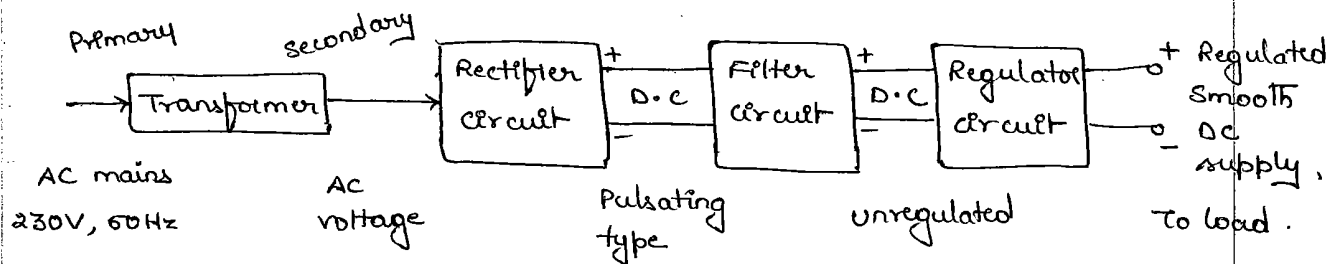 Primary
secondary
Transformer
Rectifier
circuit
+
D.C
-
Filter
circuit
+
D.C
-
Regulator
circuit
+
-
Regulated
Smooth
DC
supply,
To load.
AC mains
230V, 60Hz
AC
voltage
Pulsating
type
unregulated